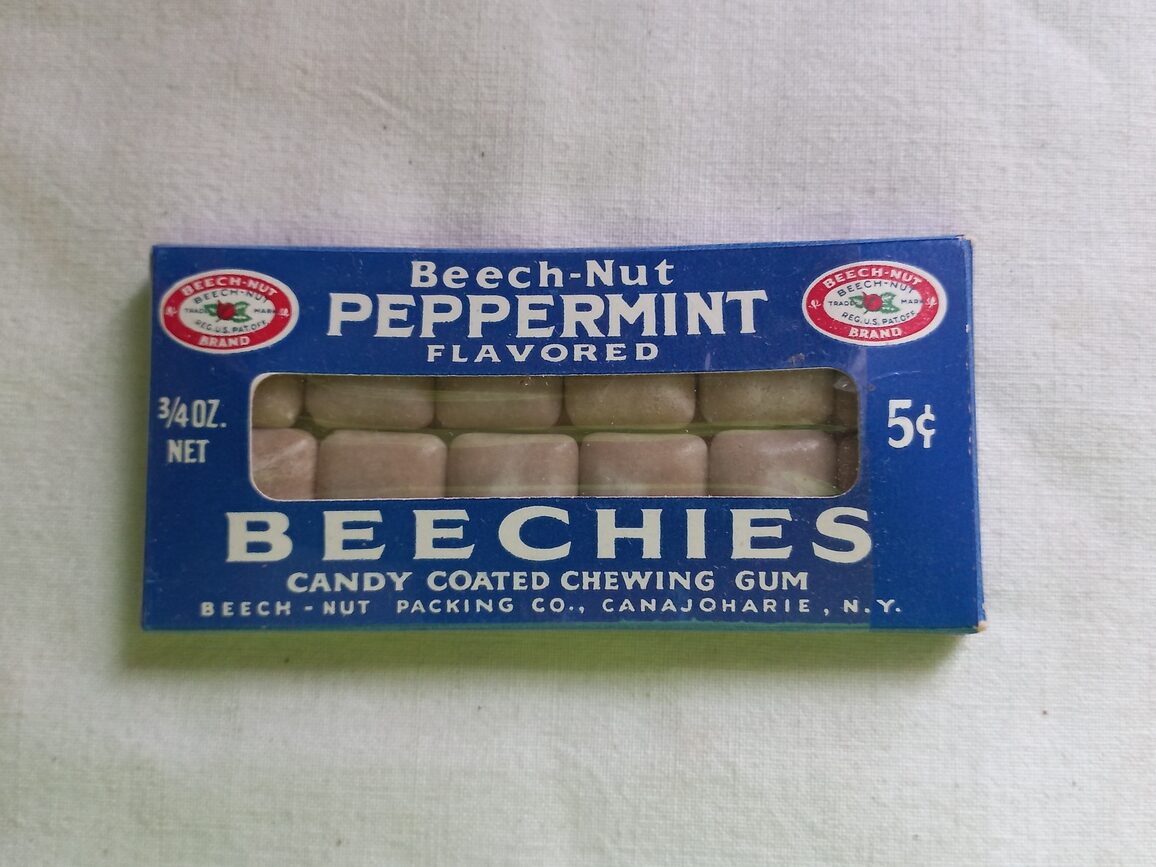 Beech-Nut
PEPPERMINT
FLAVORED
BEECH-NUT
BEECH-NUT
TRADE MARK
REG. U.S. PAT. OFF.
BRAND
BEECH-NUT
BEECH-NUT
TRADE MARK
REG. U.S. PAT. OFF.
BRAND
3/4 OZ.
NET
5¢
BEECHIES
CANDY COATED CHEWING GUM
BEECH-NUT PACKING CO., CANAJOHARIE, N.Y.